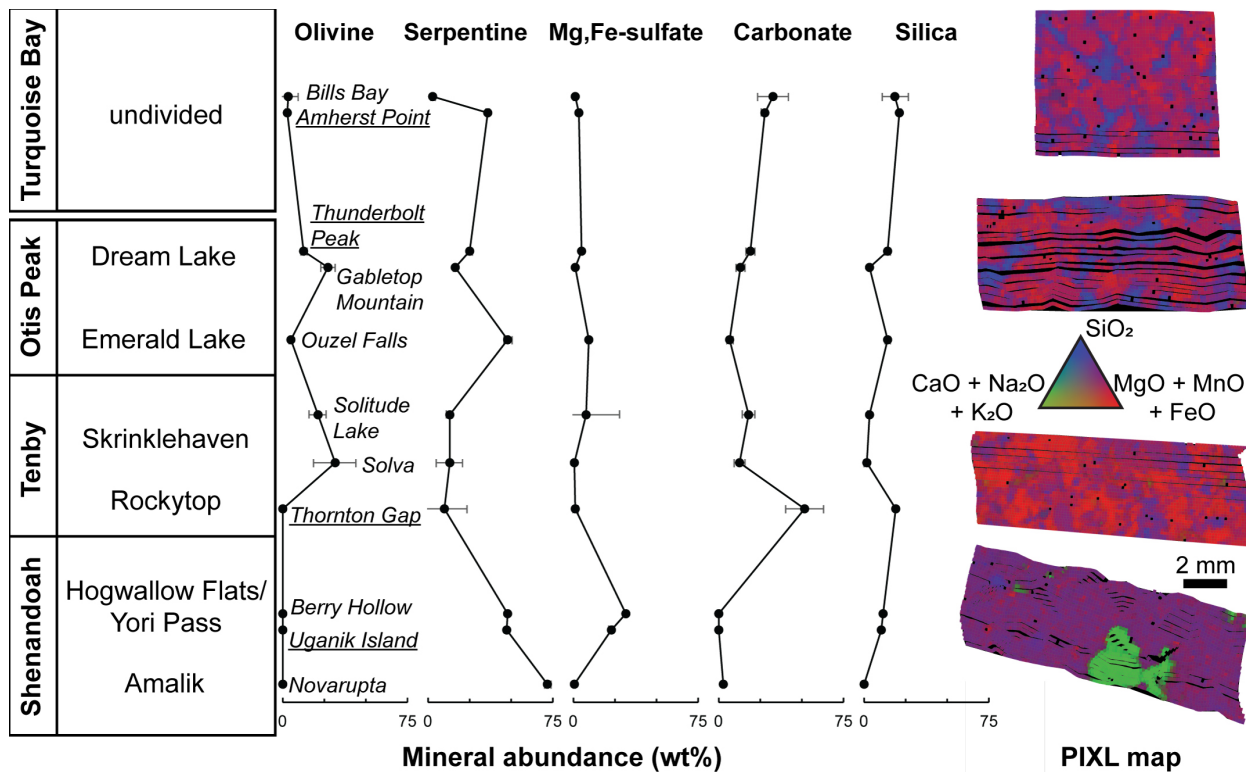 Olivine Serpentine Mg,Fe-sulfate Carbonate Silica
Turquoise Bay
undivided
Bills Bay
Amherst Point
Otis Peak
Dream Lake
Emerald Lake
Thunderbolt
Peak
Gabletop
Mountain
Ouzel Falls
Tenby
Skrinklehaven
Rockytop
Solitude
Lake
Solva
Thornton Gap
Shenandoah
Hogwallow Flats/
Yori Pass
Amalik
Berry Hollow
Uganik Island
Novarupta
0 75 0 75 0 75 0 75 0 75
Mineral abundance (wt%)
SiO₂
CaO + Na₂O
+ K₂O
MgO + MnO
+ FeO
2 mm
PIXL map